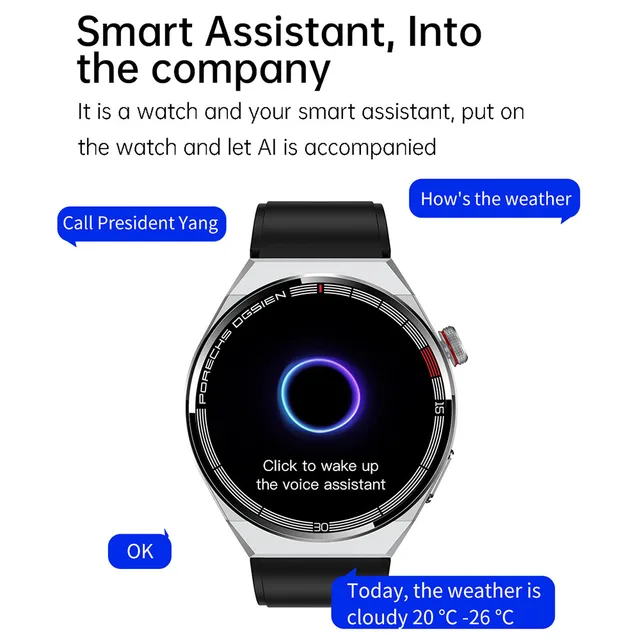 Smart Assistant, Into
the company
It is a watch and your smart assistant, put on
the watch and let AI is accompanied
How's the weather
Call President Yang
PORECHS DGSIEN
15
Click to wake up
the voice assistant
30
OK
Today, the weather is
cloudy 20 ℃ -26 ℃